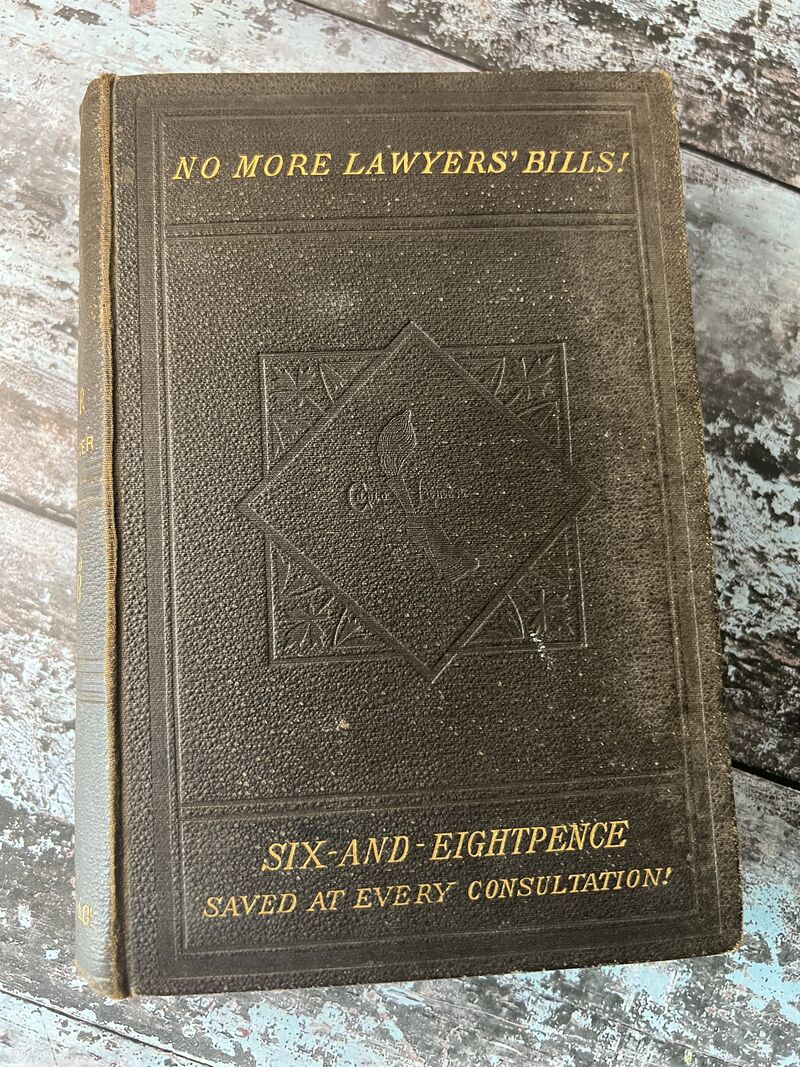 NO MORE LAWYERS' BILLS!
SIX-AND-EIGHTPENCE
SAVED AT EVERY CONSULTATION!